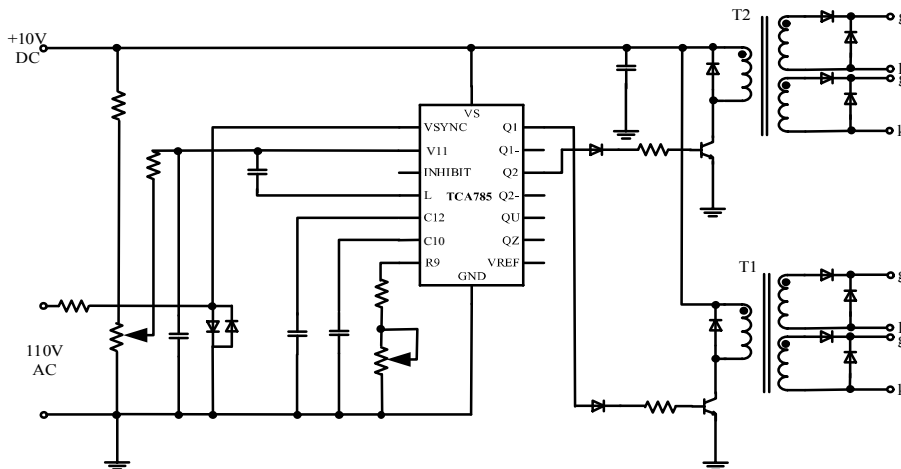 T2
+10V
DC
VS
VSYNC
Q1
V11
Q1-
INHIBIT
Q2
L
TCA785
Q2-
C12
QU
C10
QZ
R9
VREF
GND
T1
110V
AC
g
g
k
g
g
k